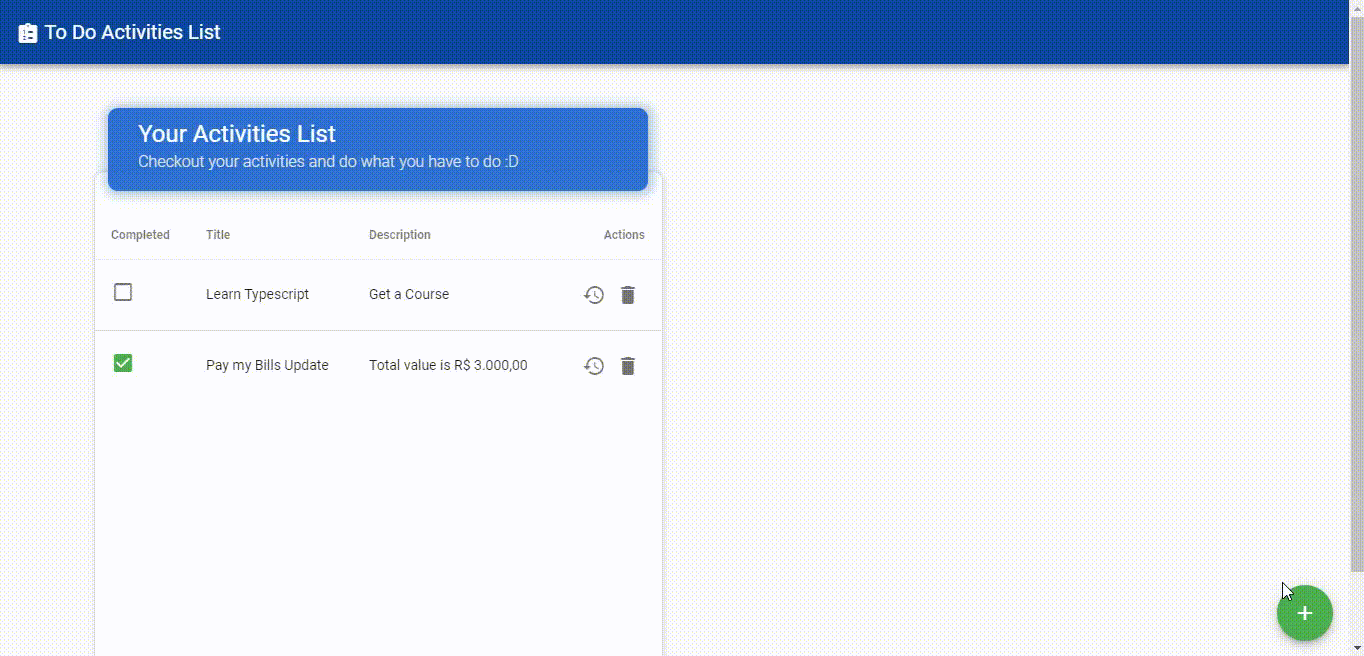 To Do Activities List
Your Activities List
Checkout your activities and do what you have to do :D
Completed Title Description Actions
Learn Typescript Get a Course
Pay my Bills Update Total value is R$ 3.000,00
+